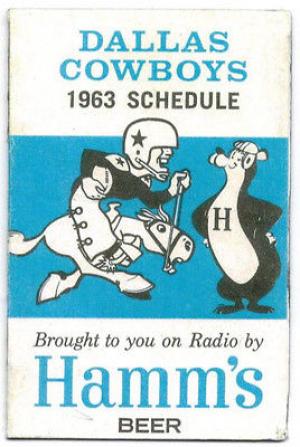 DALLAS
COWBOYS
1963 SCHEDULE
H
Brought to you on Radio by
Hamm's
BEER